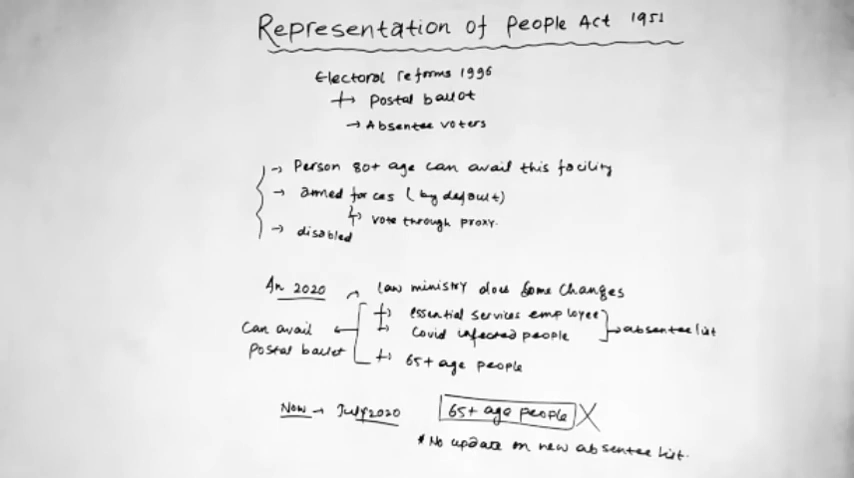 Representation of People Act 1951
Electoral reforms 1996
→ Postal ballot
→ Absentee voters
→ Person 80+ age can avail this facility
→ armed forces (by default)
↳ vote through proxy.
→ disabled
In 2020 → law ministry does some changes
→ essential services employee
→ Covid infected people → absentee list
Can avail
Postal ballot
→ 65+ age people
Now → July 2020 65+ age people X
* No update on new absentee list.